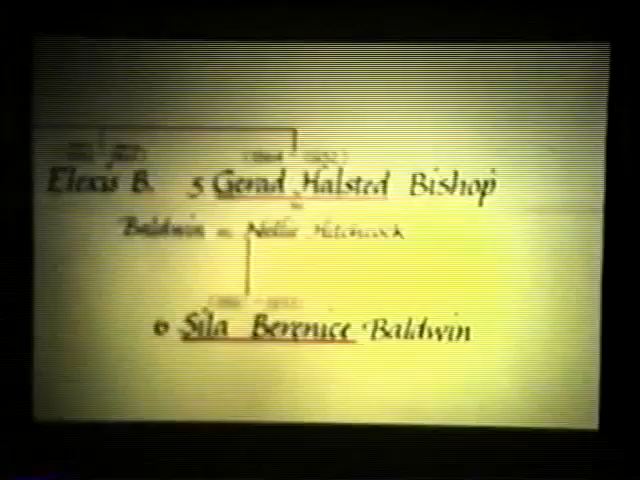 Elexis B. 5 Gerad Halsted Bishop
Baldwin = Nellie Hitchcock
6 Sila Berenice Baldwin